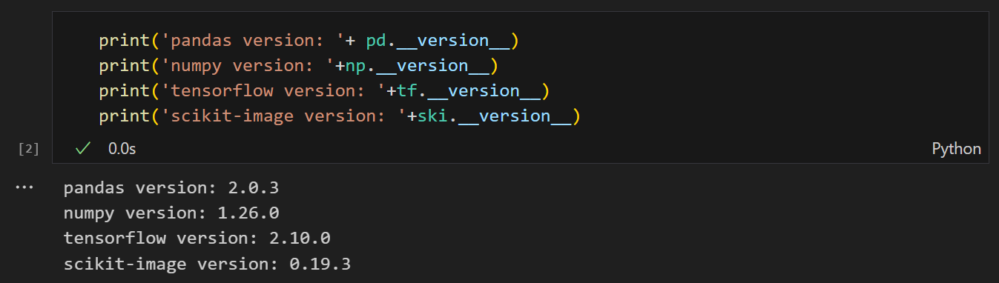 print('pandas version: '+ pd.__version__)
print('numpy version: '+np.__version__)
print('tensorflow version: '+tf.__version__)
print('scikit-image version: '+ski.__version__)
[2] ✓ 0.0s Python
... pandas version: 2.0.3
numpy version: 1.26.0
tensorflow version: 2.10.0
scikit-image version: 0.19.3